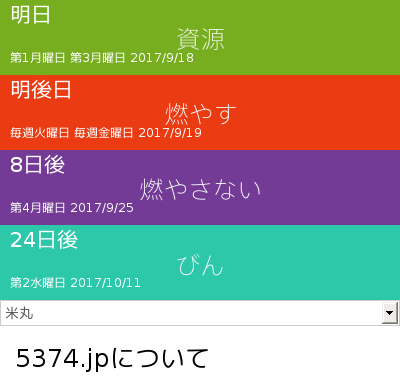 明日
資源
第1月曜日 第3月曜日 2017/9/18
明後日
燃やす
毎週火曜日 毎週金曜日 2017/9/19
8日後
燃やさない
第4月曜日 2017/9/25
24日後
びん
第2水曜日 2017/10/11
米丸
5374.jpについて